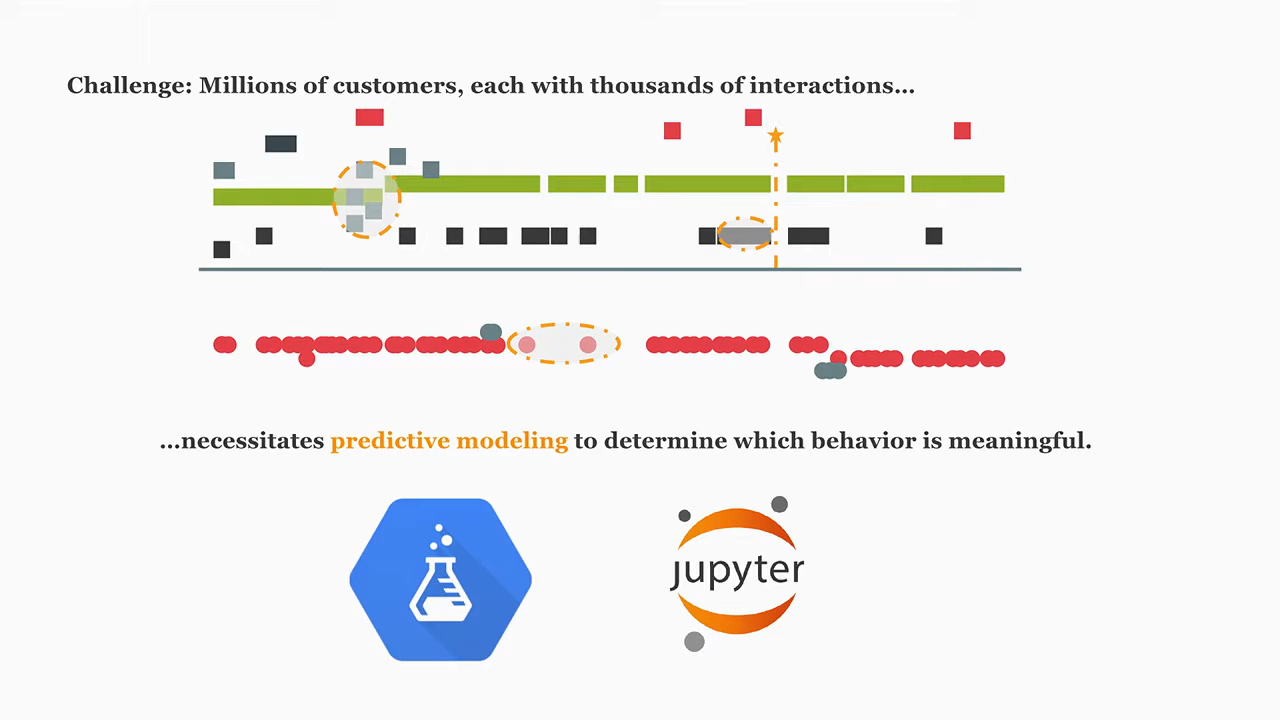 Challenge: Millions of customers, each with thousands of interactions...
...necessitates predictive modeling to determine which behavior is meaningful.
jupyter